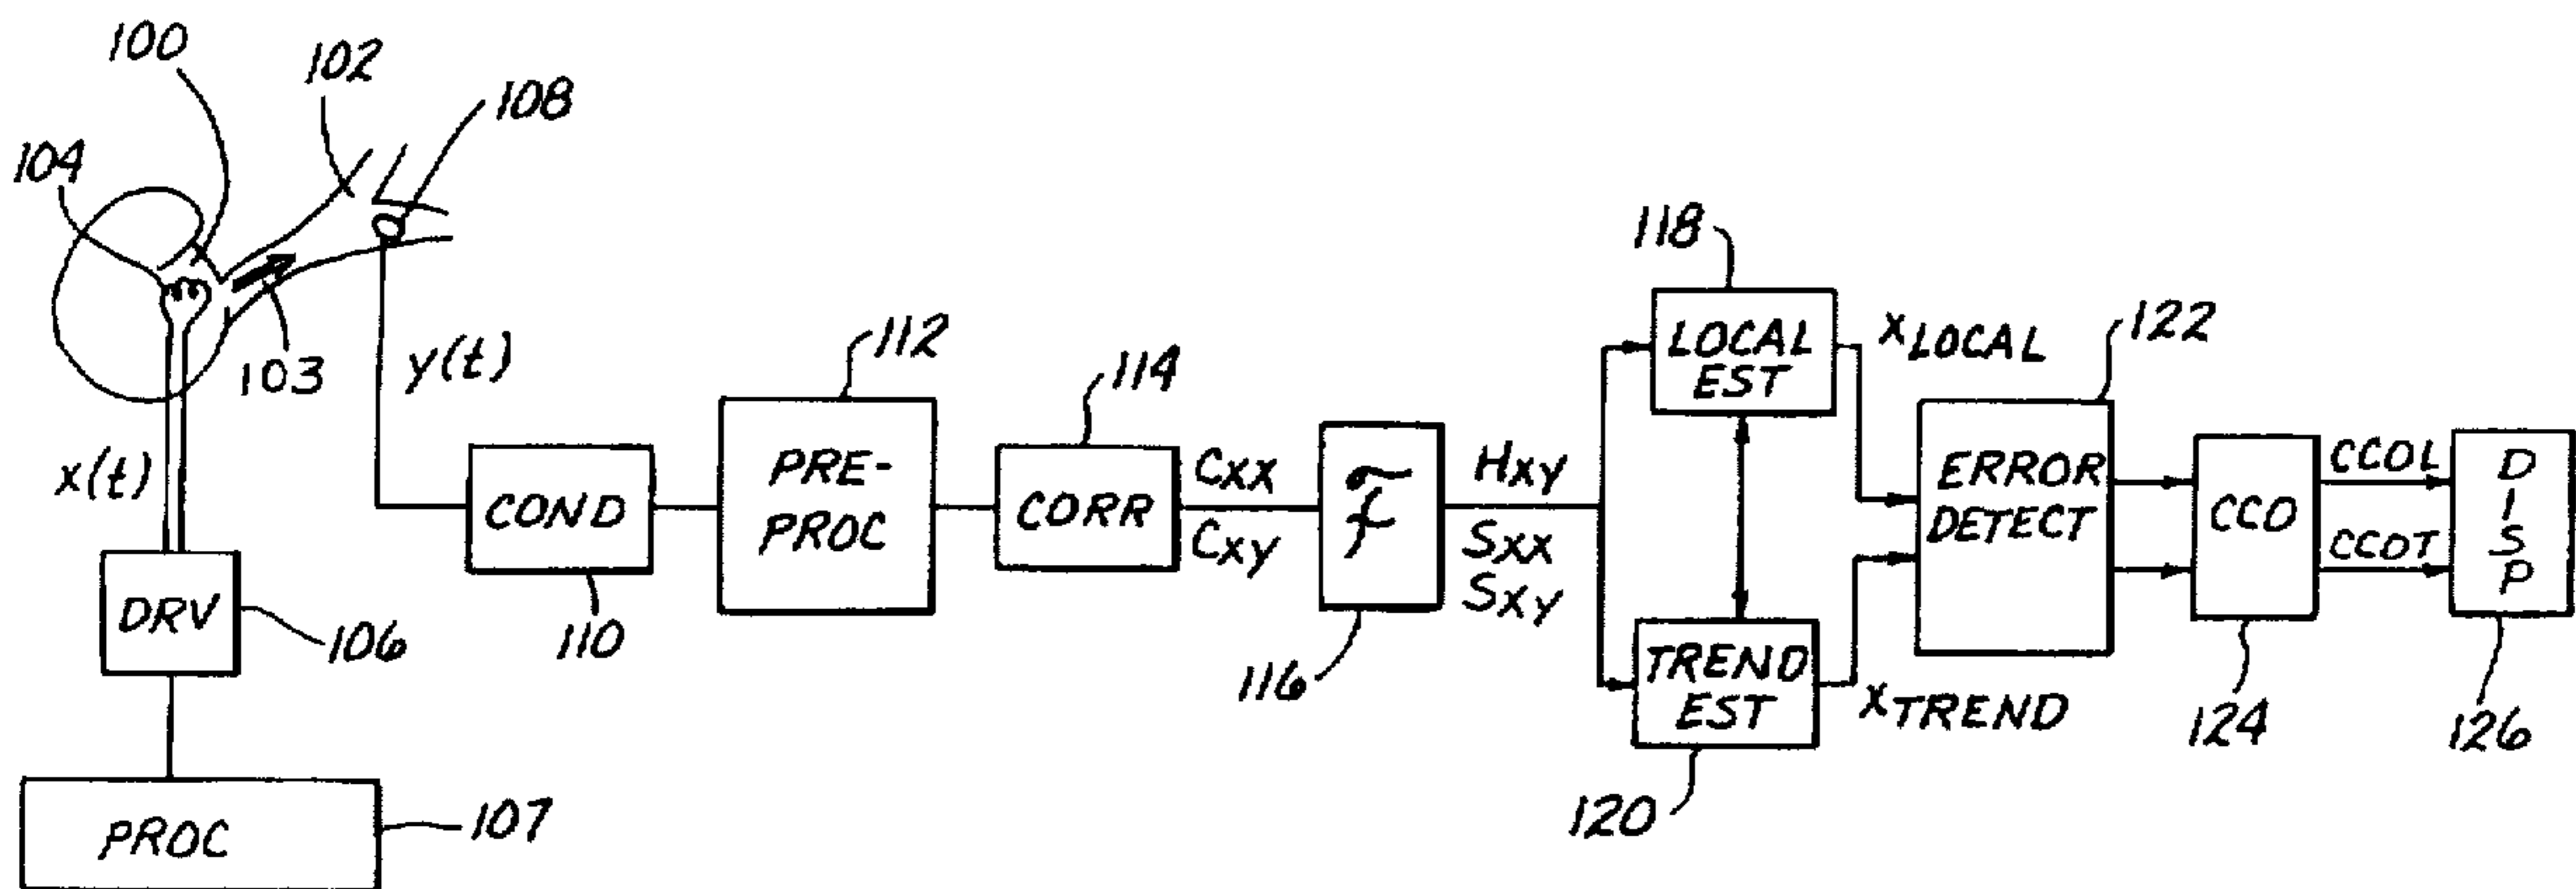 100
102
108
104
103
x(t)
y(t)
DRV
106
PROC
107
COND
110
112
PRE-
PROC
114
CORR
Cxx
Cxy
F
116
Hxy
Sxx
Sxy
118
LOCAL
EST
TREND
EST
120
XLOCAL
XTREND
122
ERROR
DETECT
CCO
124
CCOL
CCOT
DISP
126